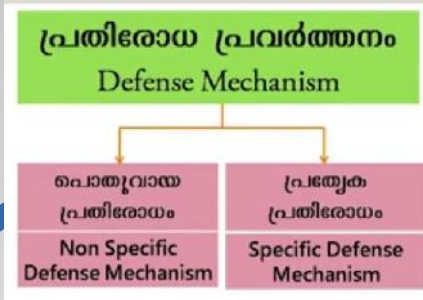 പ്രതിരോധ പ്രവർത്തനം
Defense Mechanism
പൊതുവായ
പ്രതിരോധം
Non Specific
Defense Mechanism
പ്രത്യേക
പ്രതിരോധം
Specific Defense
Mechanism